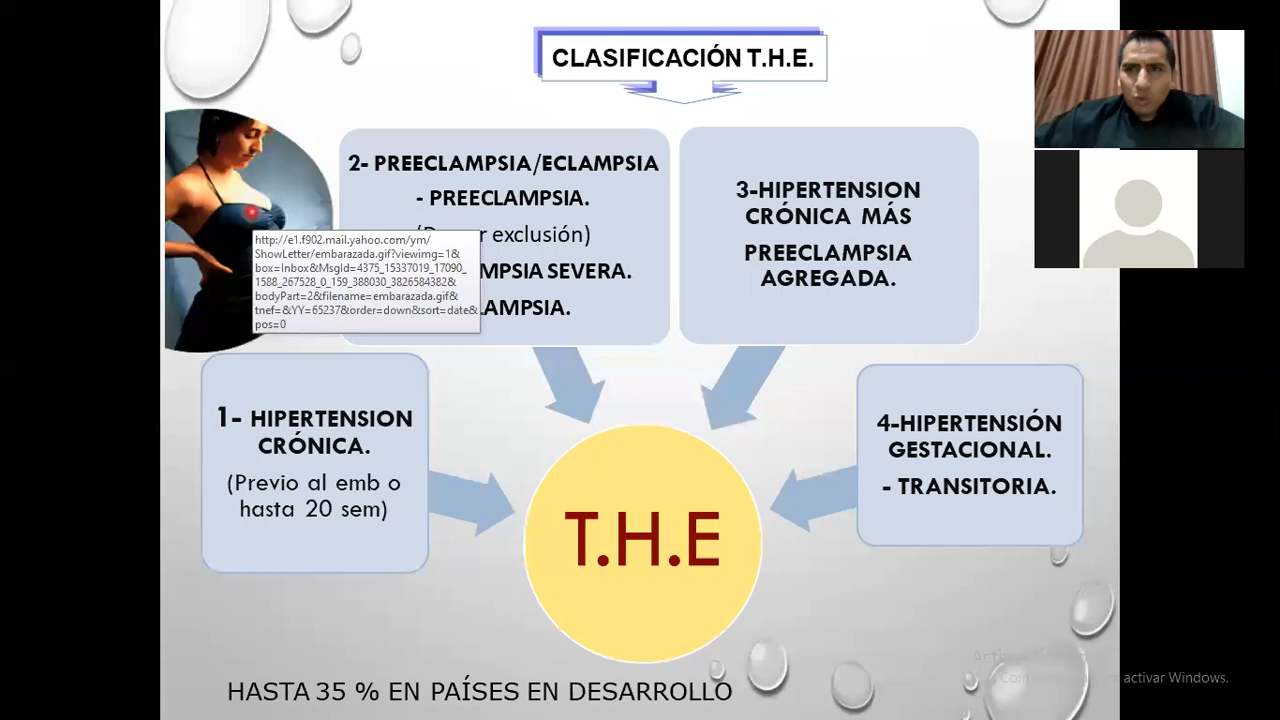 CLASIFICACIÓN T.H.E.
2- PREECLAMPSIA/ECLAMPSIA
- PREECLAMPSIA.
r exclusión)
MPSIA SEVERA.
LAMPSIA.
3-HIPERTENSION
CRÓNICA MÁS
PREECLAMPSIA
AGREGADA.
http://e1.f902.mail.yahoo.com/ym/
ShowLetter/embarazada.gif?viewimg=1&
box=Inbox&MsgId=4375_15337019_17090_
1588_267528_0_159_388030_3826584382&
bodyPart=2&filename=embarazada.gif&
tnef=&YY=65237&order=down&sort=date&
pos=0
1- HIPERTENSION
CRÓNICA.
(Previo al emb o
hasta 20 sem)
4-HIPERTENSIÓN
GESTACIONAL.
- TRANSITORIA.
T.H.E
HASTA 35 % EN PAÍSES EN DESARROLLO
activar Windows.